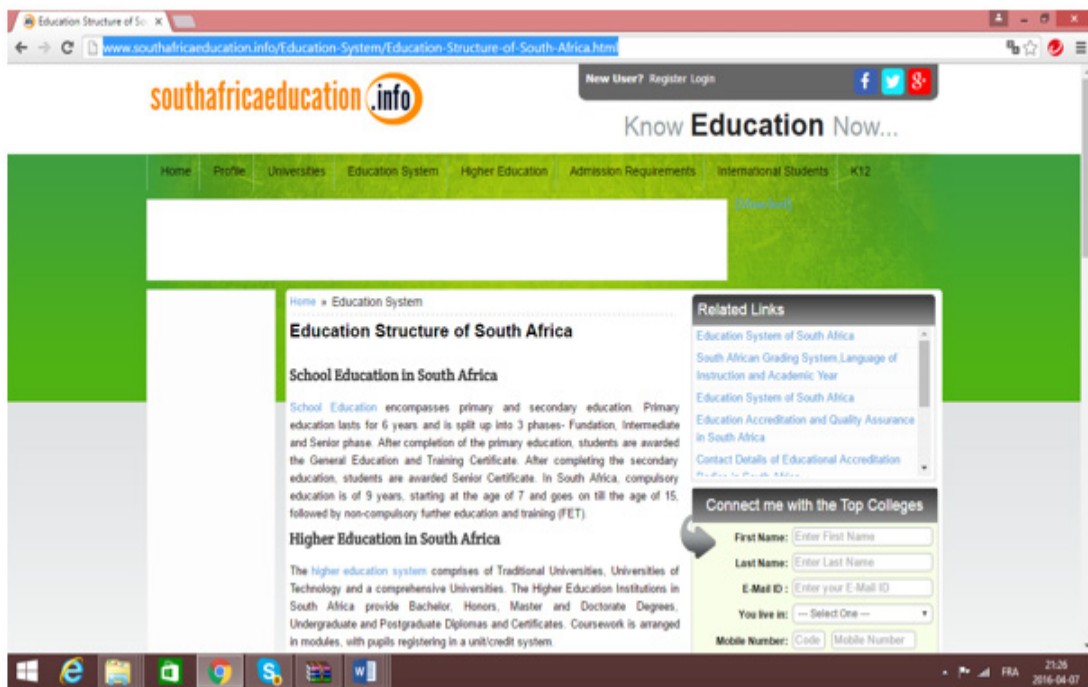 Education Structure of So
www.southafricaeducation.info/Education-System/Education-Structure-of-South-Africa.html
New User? Register Login
southafricaeducation.info
Know Education Now...
Home Profile Universities Education System Higher Education Admission Requirements International Students K12
Home » Education System
Education Structure of South Africa
School Education in South Africa
School Education encompasses primary and secondary education. Primary
education lasts for 6 years and is split up into 3 phases- Fundation, Intermediate
and Senior phase. After completion of the primary education, students are awarded
the General Education and Training Certificate. After completing the secondary
education, students are awarded Senior Certificate. In South Africa, compulsory
education is of 9 years, starting at the age of 7 and goes on till the age of 15,
followed by non-compulsory further education and training (FET).
Higher Education in South Africa
The higher education system comprises of Traditional Universities, Universities of
Technology and a comprehensive Universities. The Higher Education Institutions in
South Africa provide Bachelor, Honors, Master and Doctorate Degrees,
Undergraduate and Postgraduate Diplomas and Certificates. Coursework is arranged
in modules, with pupils registering in a unit/credit system.
Related Links
Education System of South Africa
South African Grading System,Language of
Instruction and Academic Year
Education System of South Africa
Education Accreditation and Quality Assurance
in South Africa
Contact Details of Educational Accreditation
Connect me with the Top Colleges
First Name: Enter First Name
Last Name: Enter Last Name
E-Mail ID : Enter your E-Mail ID
You live in: --- Select One ---
Mobile Number: Code Mobile Number
FRA
21:26
2016-04-07